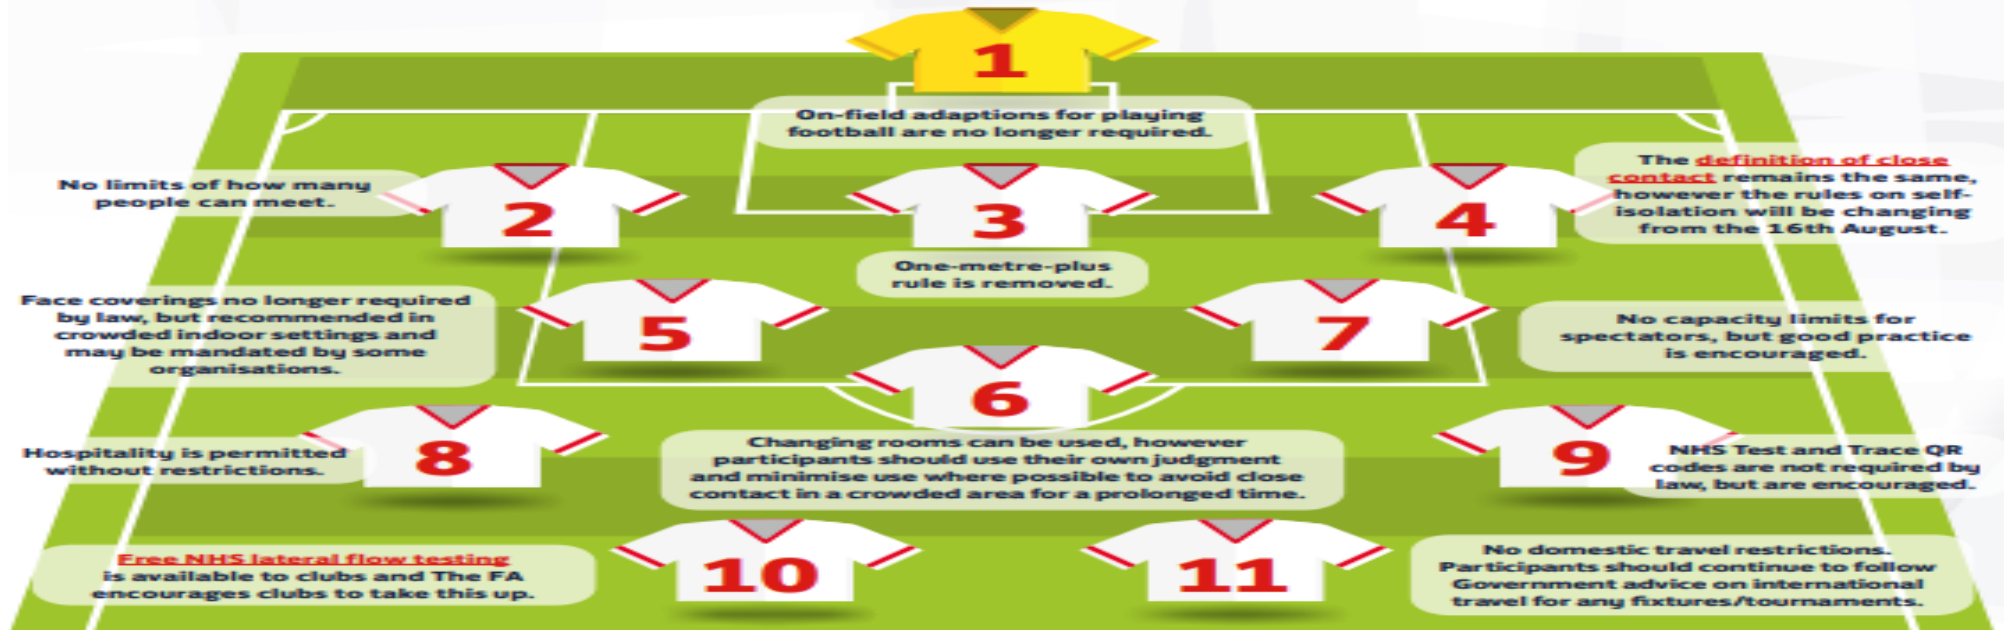 1
On-field adaptions for playing
football are no longer required.
No limits of how many
people can meet.
2
3
One-metre-plus
rule is removed.
4
The definition of close
contact remains the same,
however the rules on self-
isolation will be changing
from the 16th August.
Face coverings no longer required
by law, but recommended in
crowded indoor settings and
may be mandated by some
organisations.
5
6
Changing rooms can be used, however
participants should use their own judgment
and minimise use where possible to avoid close
contact in a crowded area for a prolonged time.
7
No capacity limits for
spectators, but good practice
is encouraged.
Hospitality is permitted
without restrictions.
8
9
NHS Test and Trace QR
codes are not required by
law, but are encouraged.
Free NHS lateral flow testing
is available to clubs and The FA
encourages clubs to take this up.
10
11
No domestic travel restrictions.
Participants should continue to follow
Government advice on international
travel for any fixtures/tournaments.